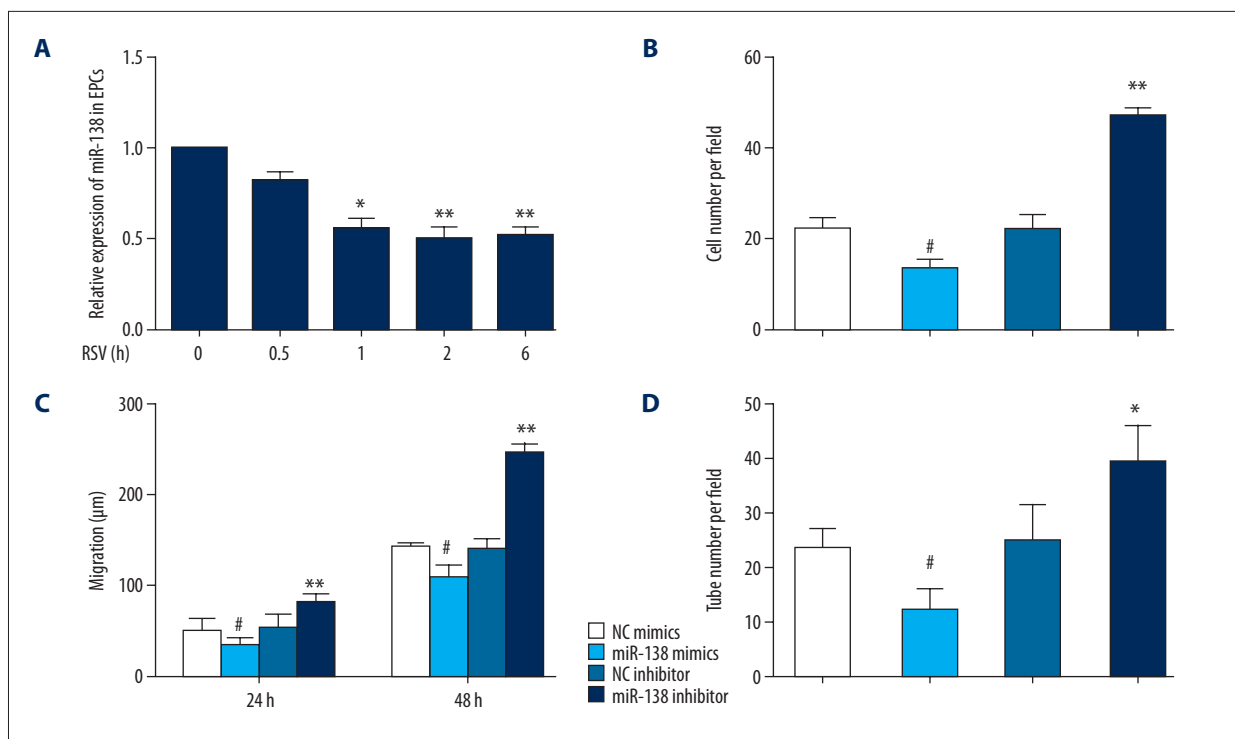 A
Relative expression of miR-138 in EPCs
1.5
1.0
0.5
0.0
*
**
**
RSV (h)
0
0.5
1
2
6
B
Cell number per field
60
40
20
0
#
**
C
Migration (µm)
300
200
100
0
#
**
#
**
24 h
48 h
NC mimics
miR-138 mimics
NC inhibitor
miR-138 inhibitor
D
Tube number per field
50
40
30
20
10
0
#
*